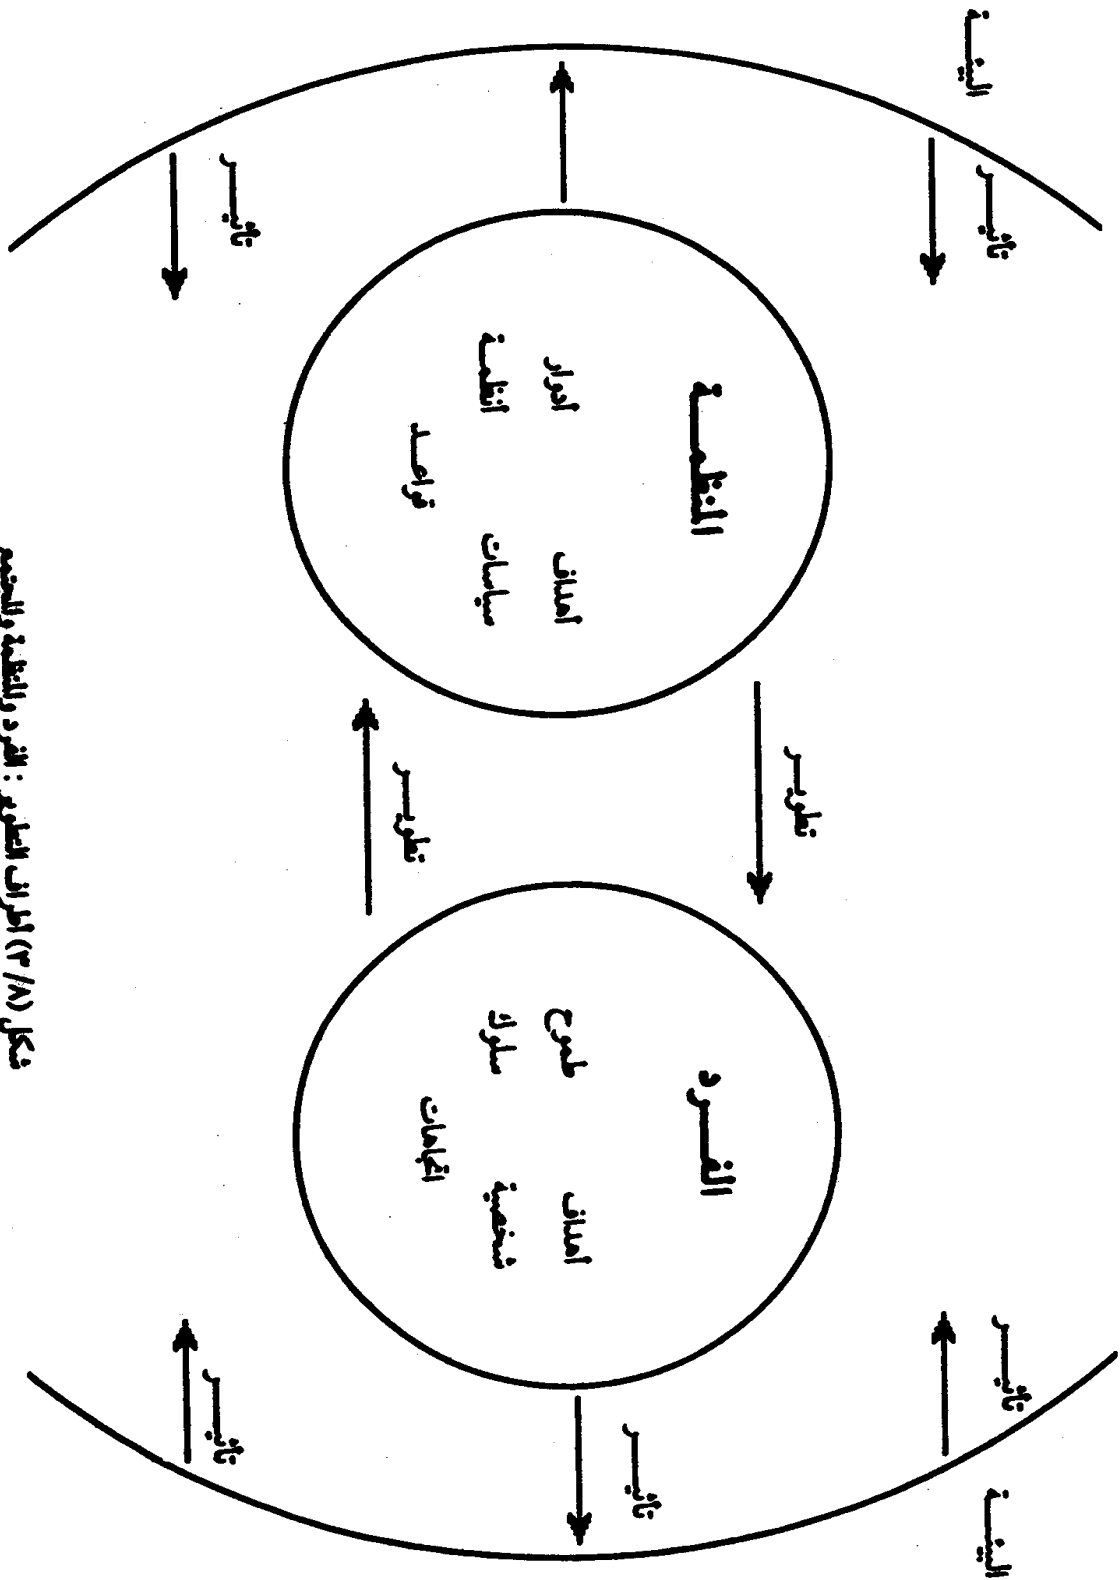 البيئة البيئة
تأثير تأثير
تطوير
الفرد المنظمة
تأثير
أهداف طموح أهداف أدوار
شخصية سلوك سياسات أنظمة
اتجاهات قواعد
تطوير
تأثير تأثير
شكل (٣/٨) أطراف التطوير : الفرد والمنظمة والمجتمع